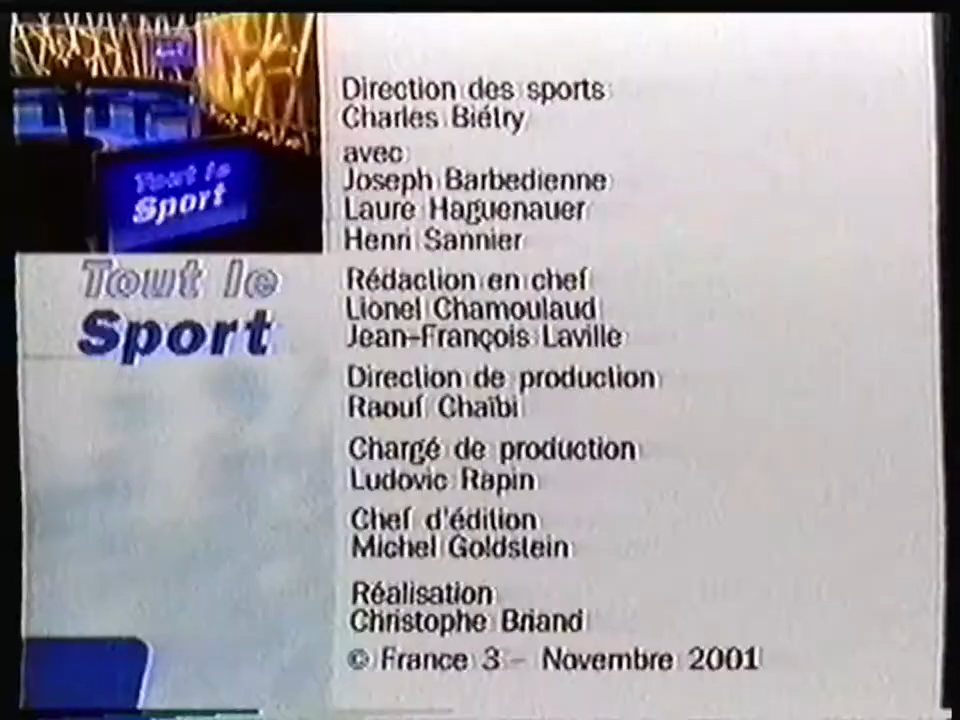 Tout le
Sport
Tout le
Sport
Direction des sports
Charles Biétry
avec
Joseph Barbedienne
Laure Haguenauer
Henri Sannier
Rédaction en chef
Lionel Chamoulaud
Jean-François Laville
Direction de production
Raouf Chaïbi
Chargé de production
Ludovic Rapin
Chef d'édition
Michel Goldstein
Réalisation
Christophe Briand
© France 3 - Novembre 2001